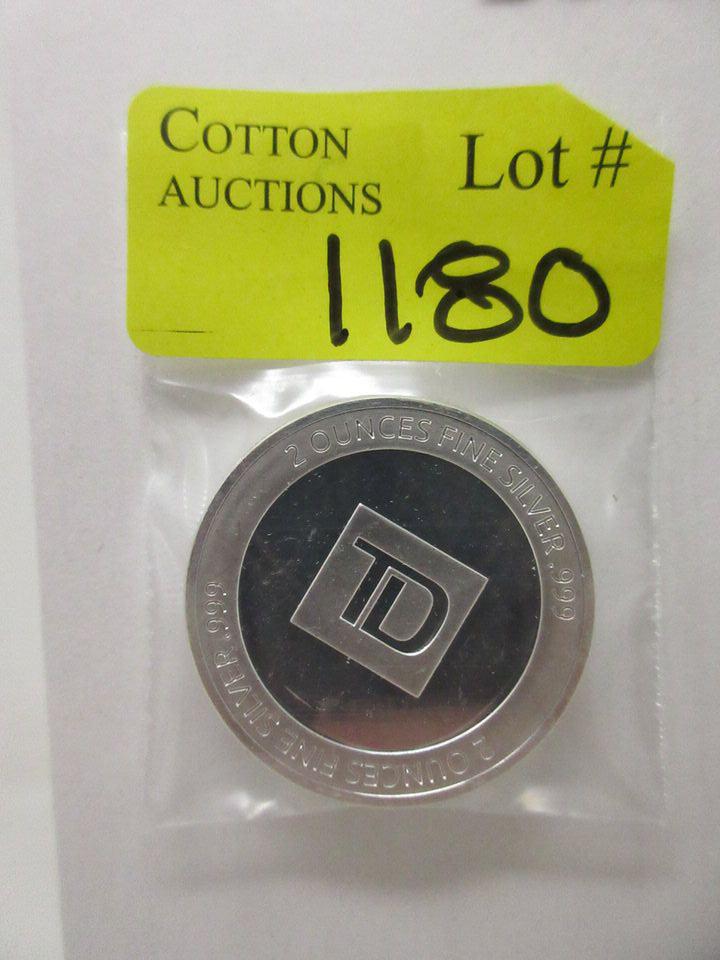 COTTON
AUCTIONS
Lot #
1180
2 OUNCES FINE SILVER .999
TD
2 OUNCES FINE SILVER .999